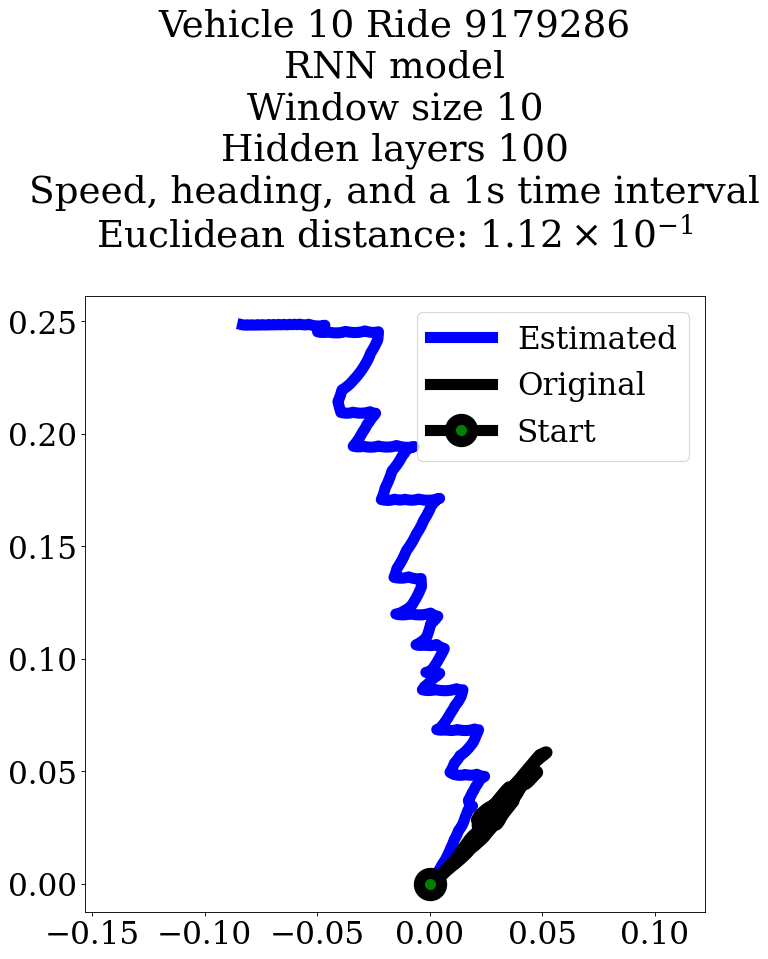 Vehicle 10 Ride 9179286
RNN model
Window size 10
Hidden layers 100
Speed, heading, and a 1s time interval
Euclidean distance: 1.12 × 10⁻¹
Estimated
Original
Start
0.25
0.20
0.15
0.10
0.05
0.00
−0.15 −0.10 −0.05 0.00 0.05 0.10